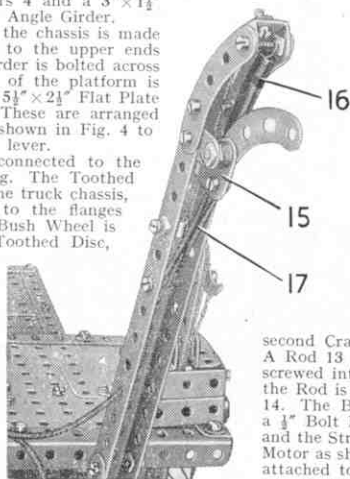 rs 4 and a 3" × 1½"
Angle Girder.
the chassis is made
to the upper ends
rder is bolted across
of the platform is
5½" × 2½" Flat Plate
These are arranged
shown in Fig. 4 to
lever.
connected to the
g. The Toothed
ne truck chassis,
to the flanges
Bush Wheel is
Toothed Disc,
16
15
17
second Cra
A Rod 13
screwed int
the Rod is
14. The B
a ½" Bolt
and the Str
Motor as sh
attached to